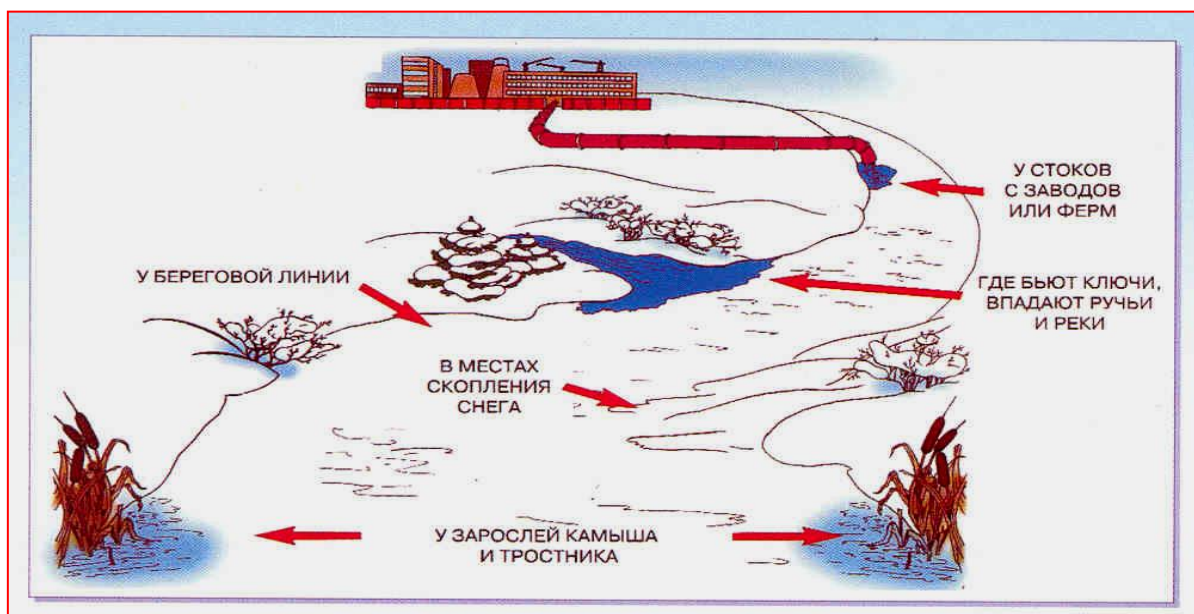 У СТОКОВ
С ЗАВОДОВ
ИЛИ ФЕРМ
У БЕРЕГОВОЙ ЛИНИИ
ГДЕ БЬЮТ КЛЮЧИ,
ВПАДАЮТ РУЧЬИ
И РЕКИ
В МЕСТАХ
СКОПЛЕНИЯ
СНЕГА
У ЗАРОСЛЕЙ КАМЫША
И ТРОСТНИКА